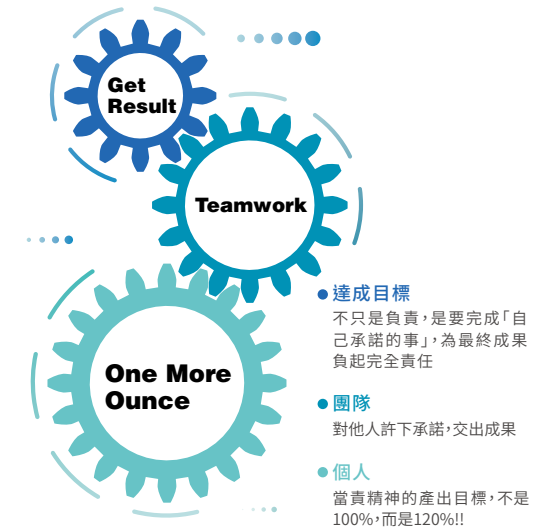 Get
Result
Teamwork
One More
Ounce
達成目標
不只是負責，是要完成「自
己承諾的事」，為最終成果
負起完全責任
團隊
對他人許下承諾，交出成果
個人
當責精神的產出目標，不是
100%，而是120%!!